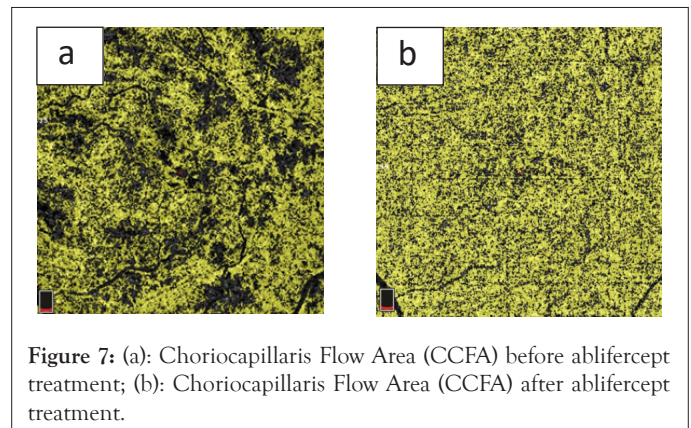 a
b
Figure 7: (a): Choriocapillaris Flow Area (CCFA) before ablifercept
treatment; (b): Choriocapillaris Flow Area (CCFA) after ablifercept
treatment.